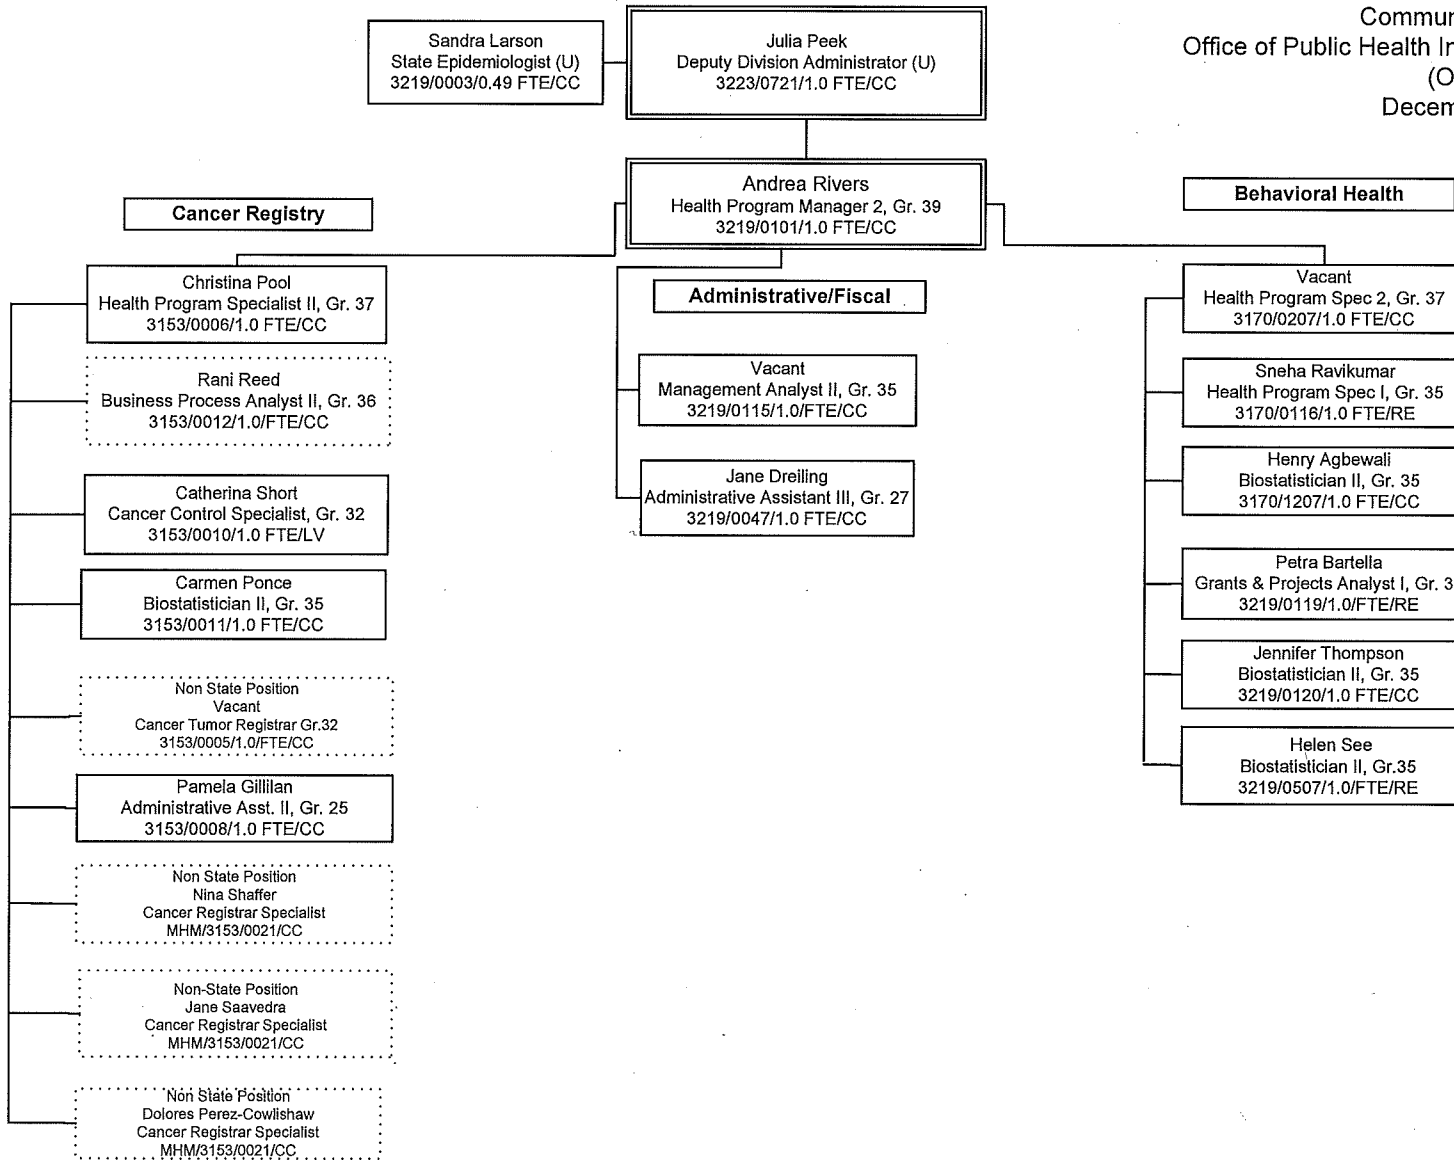 Sandra Larson
State Epidemiologist (U)
3219/0003/0.49 FTE/CC
Julia Peek
Deputy Division Administrator (U)
3223/0721/1.0 FTE/CC
Office of Public Health
(O
Andrea Rivers
Health Program Manager 2, Gr. 39
3219/0101/1.0 FTE/CC
Cancer Registry
Christina Pool
Health Program Specialist II, Gr. 37
3153/0006/1.0 FTE/CC
Rani Reed
Business Process Analyst II, Gr. 36
3153/0012/1.0/FTE/CC
Catherina Short
Cancer Control Specialist, Gr. 32
3153/0010/1.0 FTE/LV
Carmen Ponce
Biostatistician II, Gr. 35
3153/0011/1.0 FTE/CC
Non State Position
Vacant
Cancer Tumor Registrar Gr.32
3153/0005/1.0/FTE/CC
Pamela Gillilan
Administrative Asst. II, Gr. 25
3153/0008/1.0 FTE/CC
Non State Position
Nina Shaffer
Cancer Registrar Specialist
MHM/3153/0021/CC
Non-State Position
Jane Saavedra
Cancer Registrar Specialist
MHM/3153/0021/CC
Non State Position
Dolores Perez-Cowlishaw
Cancer Registrar Specialist
MHM/3153/0021/CC
Administrative/Fiscal
Vacant
Management Analyst II, Gr. 35
3219/0115/1.0/FTE/CC
Jane Dreiling
Administrative Assistant III, Gr. 27
3219/0047/1.0 FTE/CC
Behavioral Health
Vacant
Health Program Spec 2, Gr. 37
3170/0207/1.0 FTE/CC
Sneha Ravikumar
Health Program Spec I, Gr. 35
3170/0116/1.0 FTE/RE
Henry Agbewali
Biostatistician II, Gr. 35
3170/1207/1.0 FTE/CC
Petra Bartella
Grants & Projects Analyst I, Gr. 3
3219/0119/1.0/FTE/RE
Jennifer Thompson
Biostatistician II, Gr. 35
3219/0120/1.0 FTE/CC
Helen See
Biostatistician II, Gr.35
3219/0507/1.0/FTE/RE